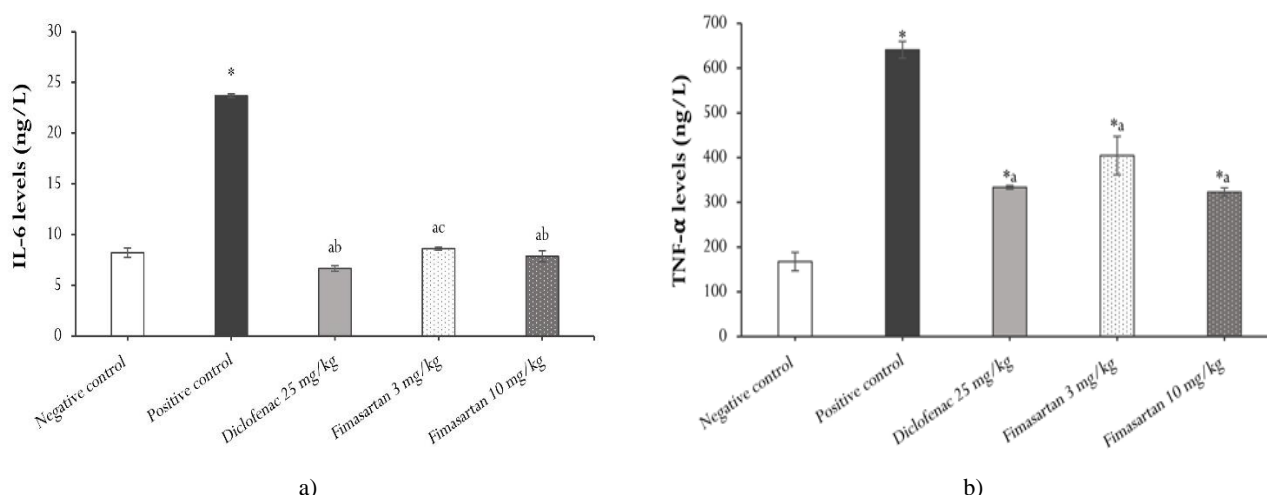 IL-6 levels (ng/L)
30
25
20
15
10
5
0
*
ab
ac
ab
Negative control
Positive control
Diclofenac 25 mg/kg
Fimasartan 3 mg/kg
Fimasartan 10 mg/kg
a)
TNF-α levels (ng/L)
700
600
500
400
300
200
100
0
*
*a
*a
*a
Negative control
Positive control
Diclofenac 25 mg/kg
Fimasartan 3 mg/kg
Fimasartan 10 mg/kg
b)